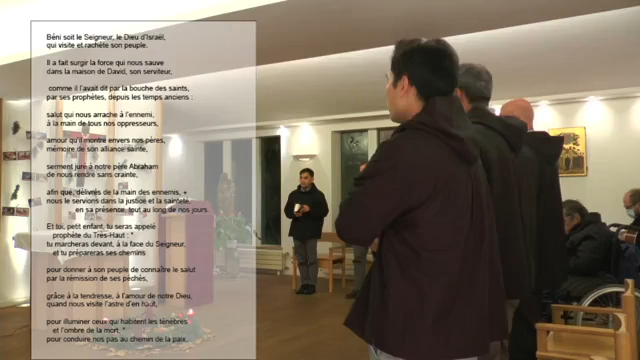 Béni soit le Seigneur, le Dieu d'Israël,
qui visite et rachète son peuple.
Il a fait surgir la force qui nous sauve
dans la maison de David, son serviteur,
comme il l'avait dit par la bouche des saints,
par ses prophètes, depuis les temps anciens :
salut qui nous arrache à l'ennemi,
à la main de tous nos oppresseurs,
amour qu'il montre envers nos pères,
mémoire de son alliance sainte,
serment juré à notre père Abraham
de nous rendre sans crainte,
afin que, délivrés de la main des ennemis, +
nous le servions dans la justice et la sainteté,
en sa présence, tout au long de nos jours.
Et toi, petit enfant, tu seras appelé
prophète du Très-Haut : *
tu marcheras devant, à la face du Seigneur,
et tu prépareras ses chemins
pour donner à son peuple de connaître le salut
par la rémission de ses péchés,
grâce à la tendresse, à l'amour de notre Dieu,
quand nous visite l'astre d'en haut,
pour illuminer ceux qui habitent les ténèbres
et l'ombre de la mort, *
pour conduire nos pas au chemin de la paix.